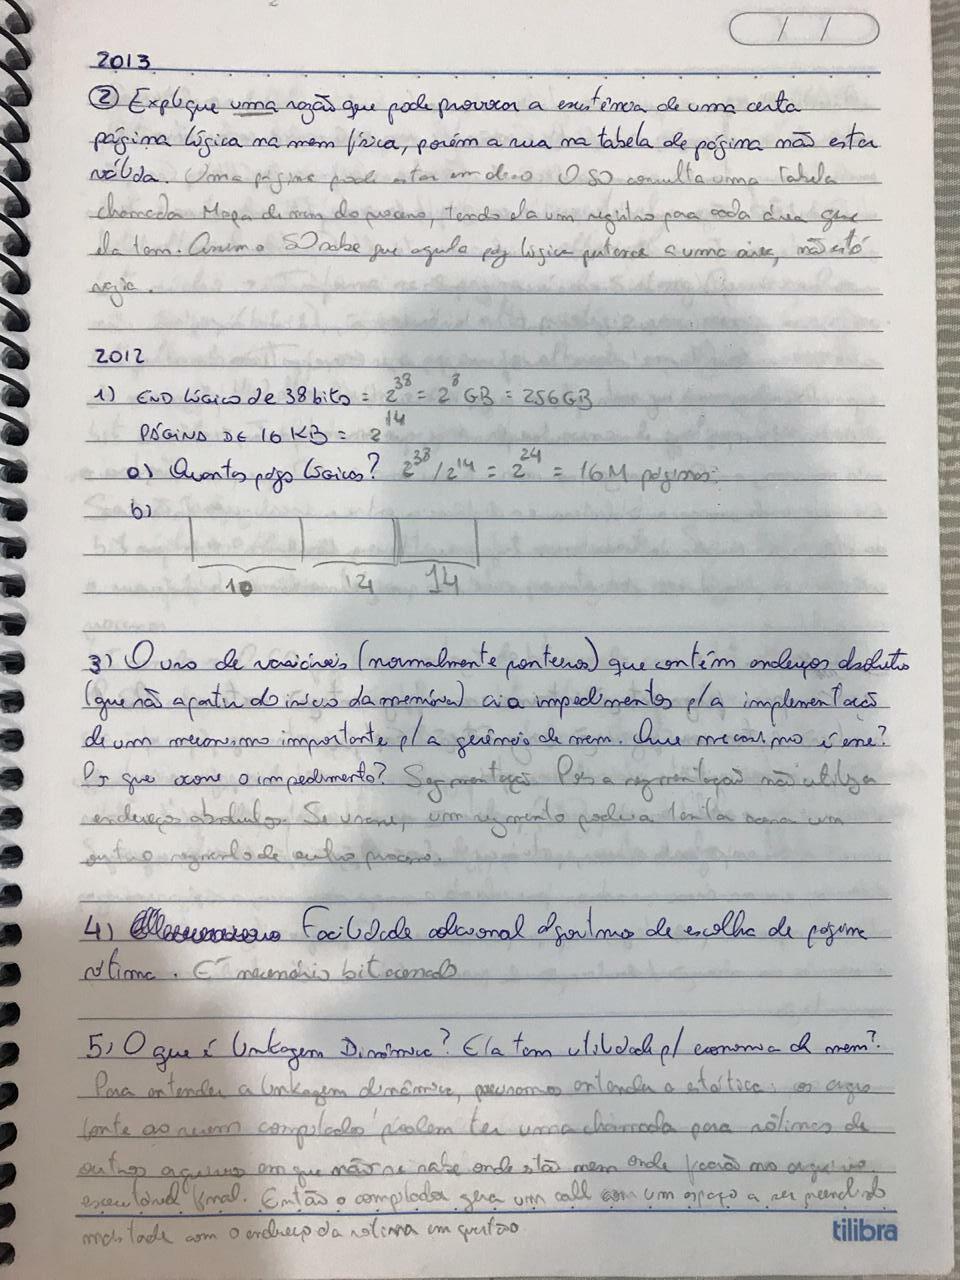 2013
② Explique uma razão que pode provocar a existência de uma certa
página lógica na mem física, porém a sua na tabela de página não estar
válida. Uma página pode estar em disco O SO consulta uma tabela
chamada Mapa de mem do processo, tendo ela um registro para cada área que
ela tem. Assim o SO sabe que aquela pág lógica pertence a uma área, não está
vazia.
2012
1) END Lógico de 38 bits = 2^38 = 2^8 GB = 256GB
PÁGINA DE 16 KB = 2^14
a) Quantas págs lógicas? 2^38/2^14 = 2^24 = 16M páginas
b)
10 14 14
3) O uso de variáveis (normalmente ponteiros) que contém endereços absolutos
(que são a partir do início da memória) cria impedimentos p/ a implementação
de um mecanismo importante p/ a gerência de mem. Que mecanismo é esse?
Por que ocorre o impedimento? Segmentação Pois a segmentação não utiliza
endereços absolutos. Se usasse, um segmento poderia tentar um
outro segmento de outro processo.
4) Facilidade adicional algoritmos de escolha de página
vítima. É necessário bit acessado
5) O que é linkagem Dinâmica? Ela tem utilidade p/ economia de mem?
Para entender a linkagem dinâmica, precisamos entender a estática: os arqs
fonte ao serem compilados podem ter uma chamada para rotinas de
outros arquivos em que não se sabe onde estão nem onde ficarão no arquivo
executável final. Então o compilador gera um call com um espaço a ser preenchido
mais tarde com o endereço da rotina em questão
tilibra